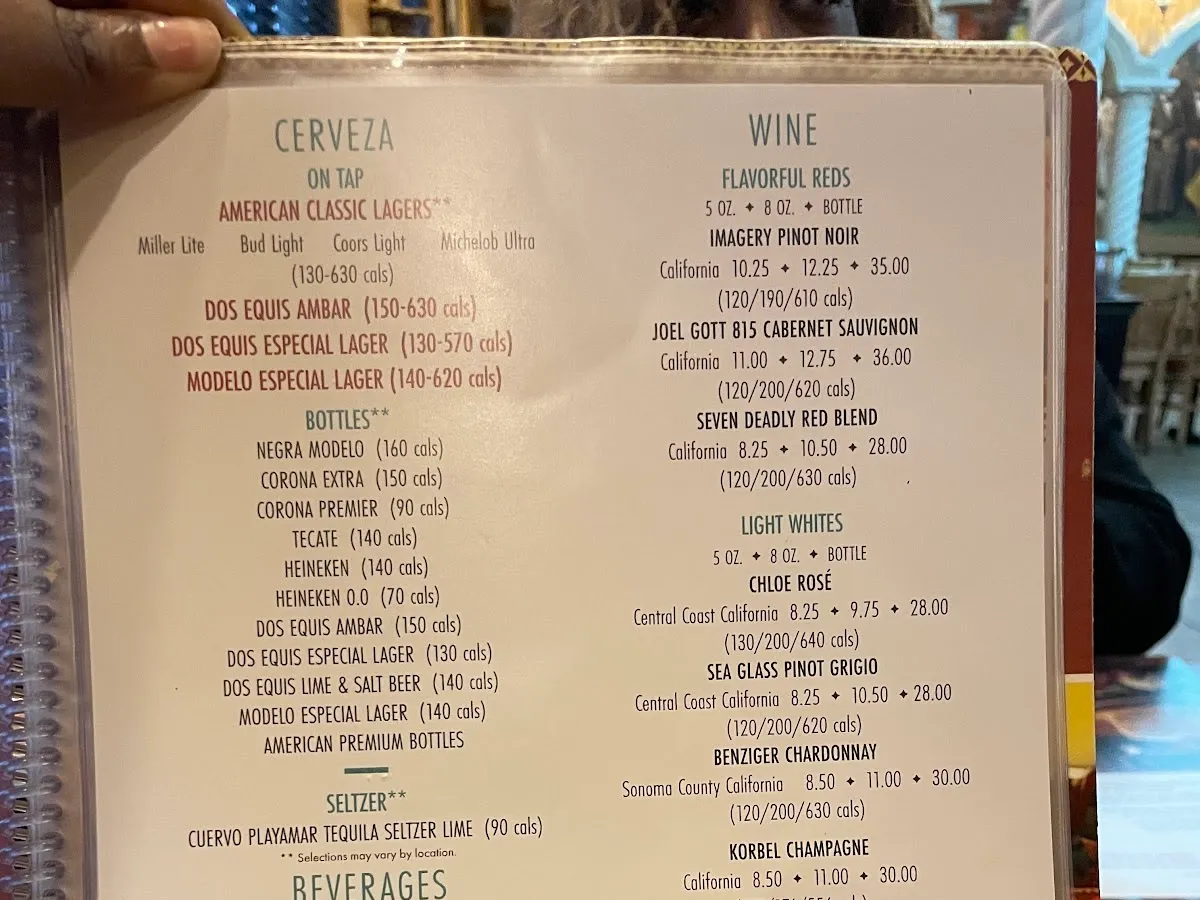 CERVEZA
ON TAP
AMERICAN CLASSIC LAGERS**
Miller Lite Bud Light Coors Light Michelob Ultra
(130-630 cals)
DOS EQUIS AMBAR (150-630 cals)
DOS EQUIS ESPECIAL LAGER (130-570 cals)
MODELO ESPECIAL LAGER (140-620 cals)
BOTTLES**
NEGRA MODELO (160 cals)
CORONA EXTRA (150 cals)
CORONA PREMIER (90 cals)
TECATE (140 cals)
HEINEKEN (140 cals)
HEINEKEN 0.0 (70 cals)
DOS EQUIS AMBAR (150 cals)
DOS EQUIS ESPECIAL LAGER (130 cals)
DOS EQUIS LIME & SALT BEER (140 cals)
MODELO ESPECIAL LAGER (140 cals)
AMERICAN PREMIUM BOTTLES
SELTZER**
CUERVO PLAYAMAR TEQUILA SELTZER LIME (90 cals)
** Selections may vary by location.
BEVERAGES
WINE
FLAVORFUL REDS
5 OZ. ✦ 8 OZ. ✦ BOTTLE
IMAGERY PINOT NOIR
California 10.25 ✦ 12.25 ✦ 35.00
(120/190/610 cals)
JOEL GOTT 815 CABERNET SAUVIGNON
California 11.00 ✦ 12.75 ✦ 36.00
(120/200/620 cals)
SEVEN DEADLY RED BLEND
California 8.25 ✦ 10.50 ✦ 28.00
(120/200/630 cals)
LIGHT WHITES
5 OZ. ✦ 8 OZ. ✦ BOTTLE
CHLOE ROSÉ
Central Coast California 8.25 ✦ 9.75 ✦ 28.00
(130/200/640 cals)
SEA GLASS PINOT GRIGIO
Central Coast California 8.25 ✦ 10.50 ✦ 28.00
(120/200/620 cals)
BENZIGER CHARDONNAY
Sonoma County California 8.50 ✦ 11.00 ✦ 30.00
(120/200/630 cals)
KORBEL CHAMPAGNE
California 8.50 ✦ 11.00 ✦ 30.00